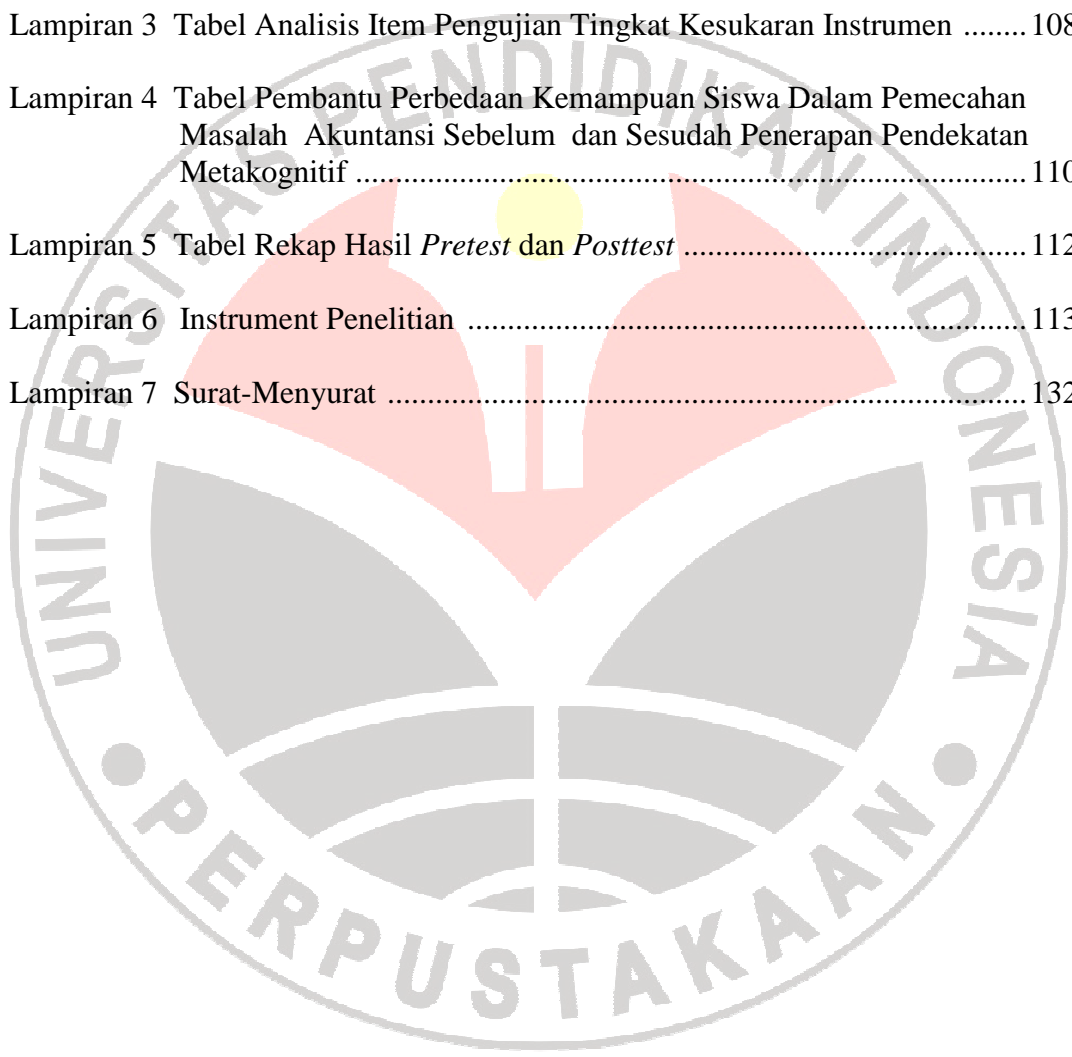 Lampiran 3 Tabel Analisis Item Pengujian Tingkat Kesukaran Instrumen ........ 108
Lampiran 4 Tabel Pembantu Perbedaan Kemampuan Siswa Dalam Pemecahan
Masalah Akuntansi Sebelum dan Sesudah Penerapan Pendekatan
Metakognitif ..................................................................................... 110
Lampiran 5 Tabel Rekap Hasil Pretest dan Posttest ........................................... 112
Lampiran 6 Instrument Penelitian ....................................................................... 113
Lampiran 7 Surat-Menyurat ................................................................................. 132
UNIVERSITAS PENDIDIKAN INDONESIA
PERPUSTAKAAN